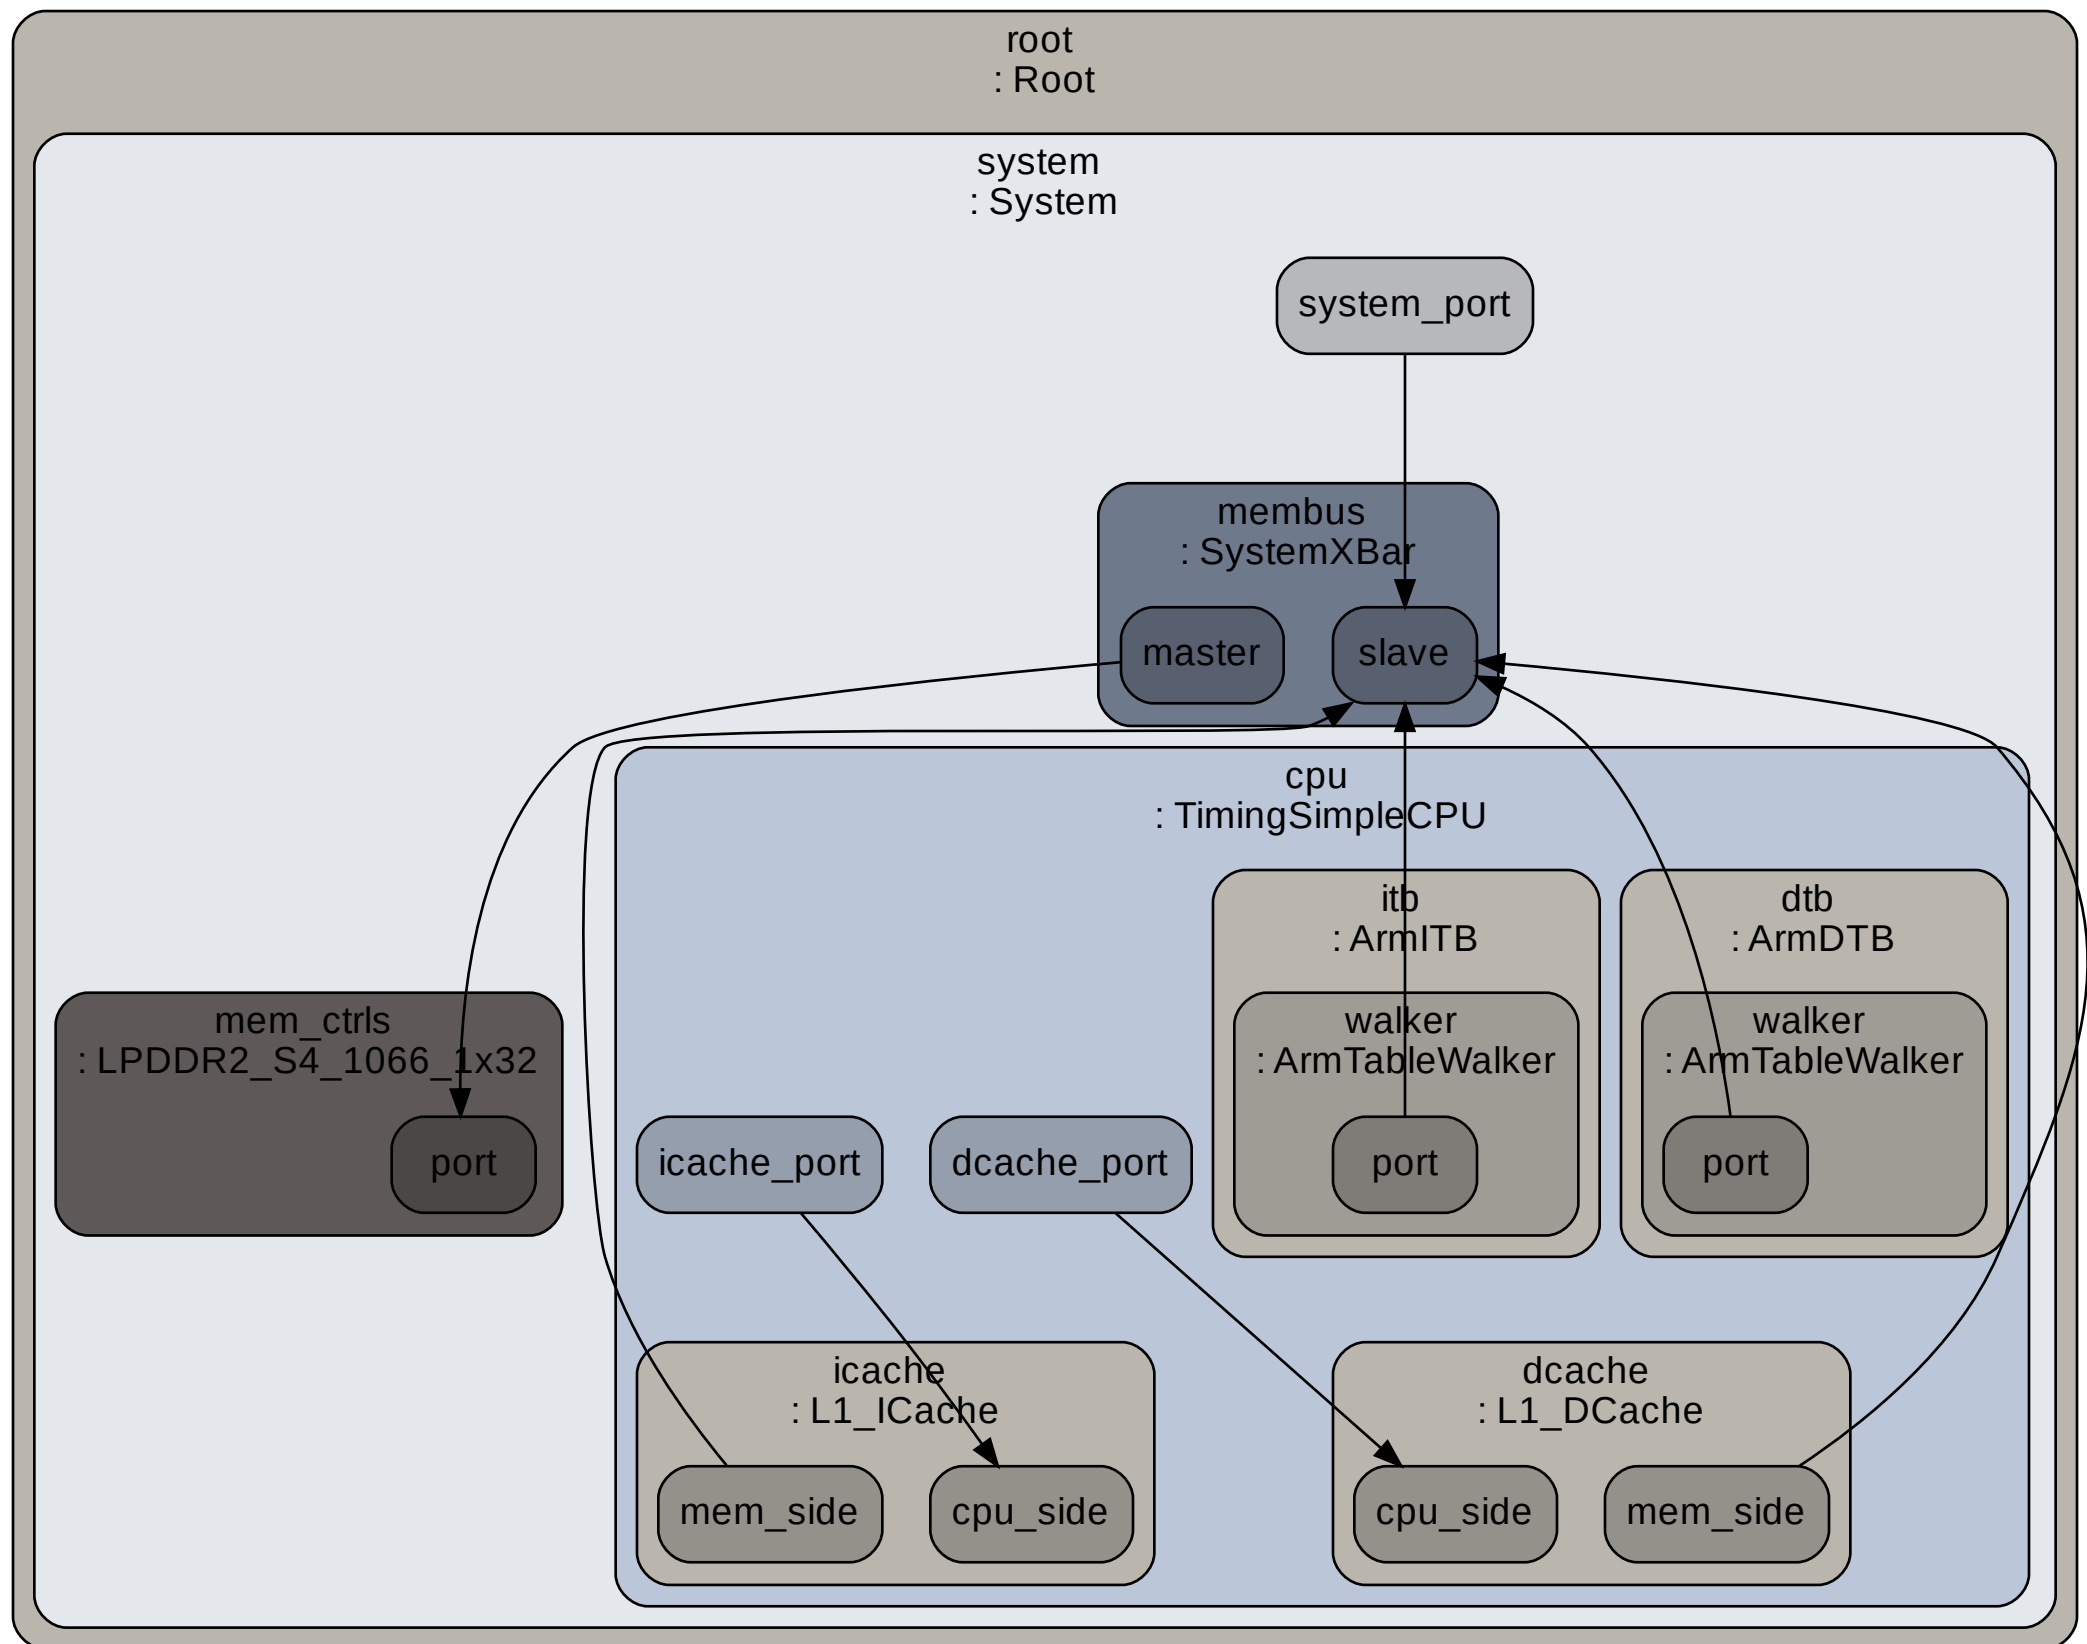 root
: Root
system
: System
system_port
membus
: SystemXBar
master
slave
cpu
: TimingSimpleCPU
itb
: ArmITB
dtb
: ArmDTB
mem_ctrls
: LPDDR2_S4_1066_1x32
walker
: ArmTableWalker
walker
: ArmTableWalker
port
icache_port
dcache_port
port
port
icache
: L1_ICache
dcache
: L1_DCache
mem_side
cpu_side
cpu_side
mem_side